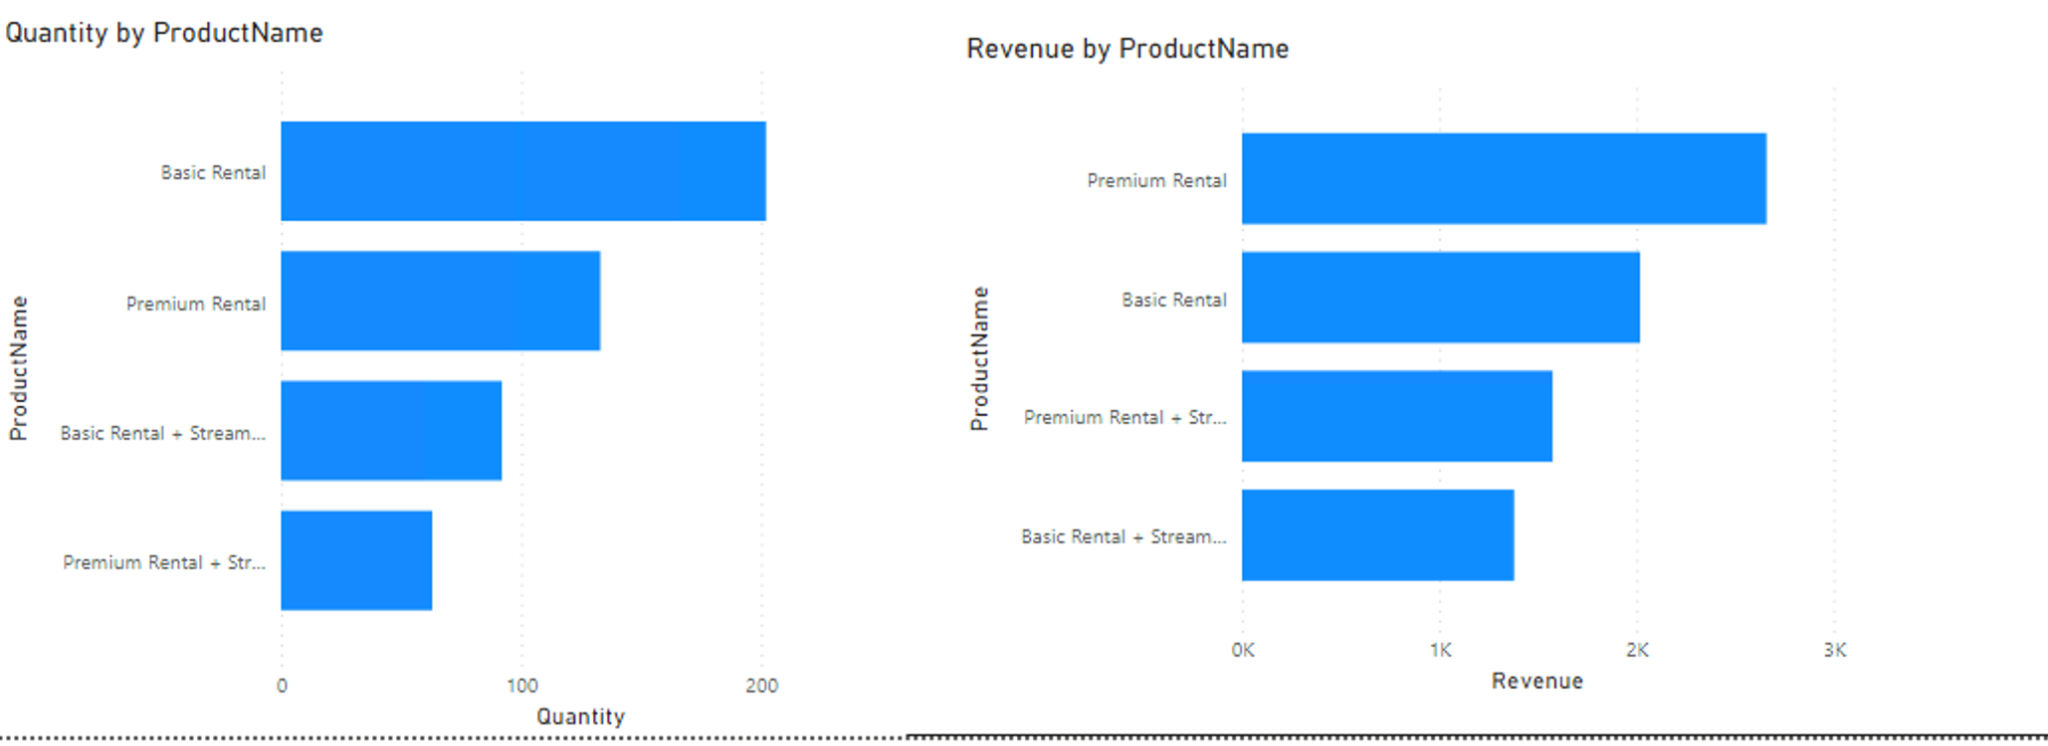 Quantity by ProductName
ProductName
Basic Rental
Premium Rental
Basic Rental + Stream...
Premium Rental + Str...
0 100 200
Quantity
Revenue by ProductName
ProductName
Premium Rental
Basic Rental
Premium Rental + Str...
Basic Rental + Stream...
0K 1K 2K 3K
Revenue